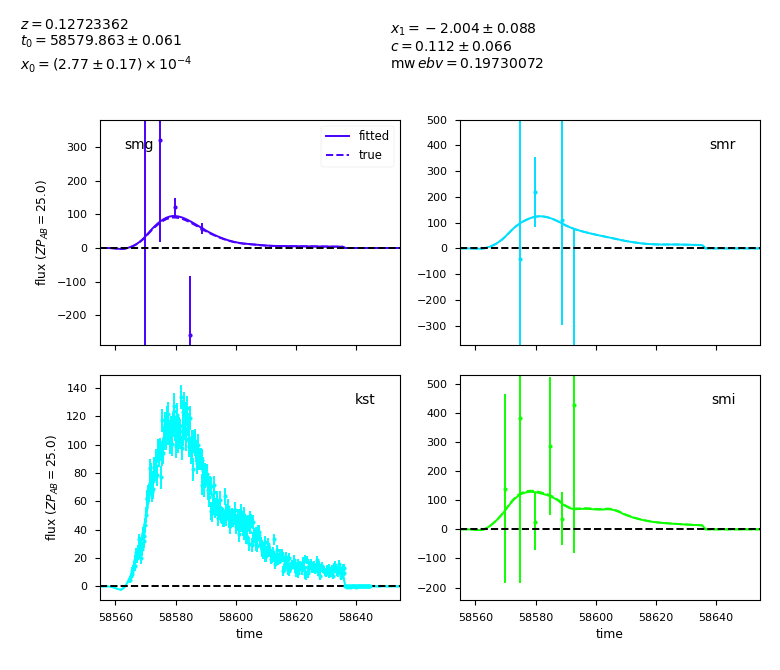 z = 0.12723362
t0 = 58579.863 ± 0.061
x0 = (2.77 ± 0.17) × 10^−4
x1 = −2.004 ± 0.088
c = 0.112 ± 0.066
mw ebv = 0.19730072
smg
fitted
true
300
200
100
0
−100
−200
flux (ZP_AB = 25.0)
smr
500
400
300
200
100
0
−100
−200
−300
kst
140
120
100
80
60
40
20
0
flux (ZP_AB = 25.0)
58560 58580 58600 58620 58640
time
smi
500
400
300
200
100
0
−100
−200
58560 58580 58600 58620 58640
time